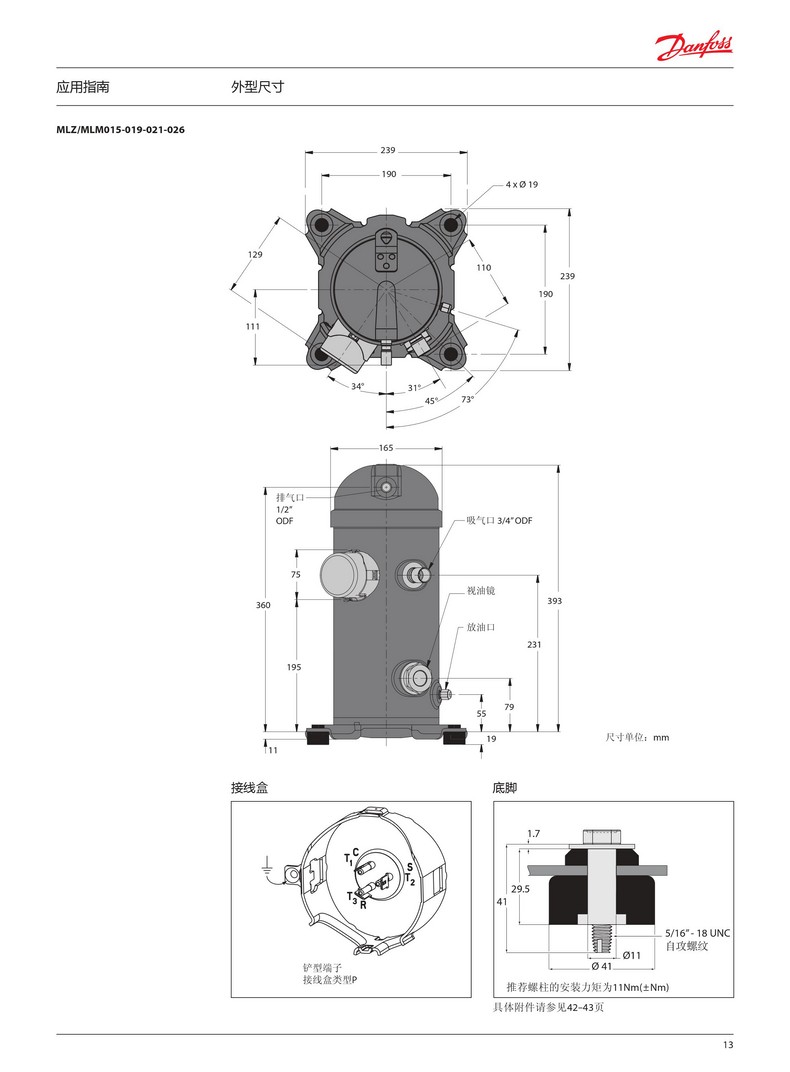 Danfoss
应用指南 外型尺寸
MLZ/MLM015-019-021-026
239
190
4 x Ø 19
129
110
239
190
111
34°
31°
45°
73°
165
排气口
1/2"
ODF
吸气口 3/4" ODF
75
视油镜
360
393
放油口
231
195
79
55
19
11
尺寸单位：mm
接线盒
底脚
C
T1
S
T2
T3
R
铲型端子
接线盒类型P
1.7
29.5
41
5/16" - 18 UNC
自攻螺纹
Ø11
Ø 41
推荐螺柱的安装力矩为11Nm(±Nm)
具体附件请参见42–43页
13